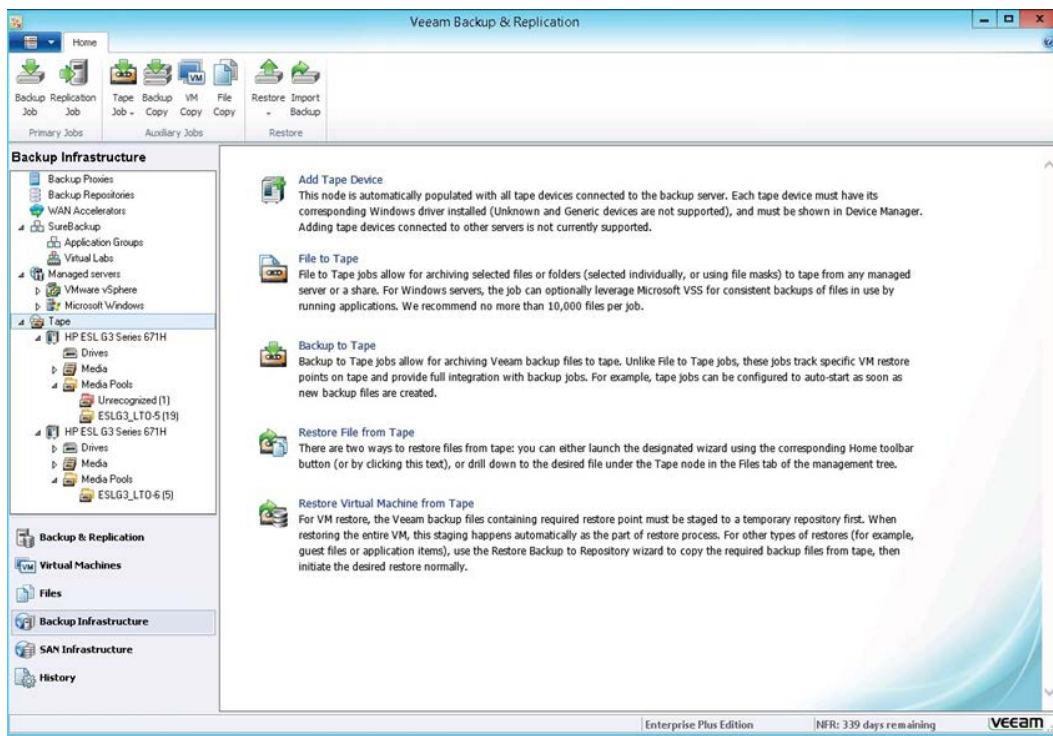 Veeam Backup & Replication
Home
Backup Job
Replication Job
Tape Job
Backup Copy
VM Copy
File Copy
Restore
Import Backup
Primary Jobs
Auxiliary Jobs
Restore
Backup Infrastructure
Backup Proxies
Backup Repositories
WAN Accelerators
SureBackup
Application Groups
Virtual Labs
Managed servers
VMware vSphere
Microsoft Windows
Tape
HP ESL G3 Series 671H
Drives
Media
Media Pools
Unrecognized (1)
ESLG3_LTO-5 (19)
HP ESL G3 Series 671H
Drives
Media
Media Pools
ESLG3_LTO-6 (5)
Backup & Replication
VM
Virtual Machines
Files
Backup Infrastructure
SAN Infrastructure
History
Add Tape Device
This node is automatically populated with all tape devices connected to the backup server. Each tape device must have its
corresponding Windows driver installed (Unknown and Generic devices are not supported), and must be shown in Device Manager.
Adding tape devices connected to other servers is not currently supported.
File to Tape
File to Tape jobs allow for archiving selected files or folders (selected individually, or using file masks) to tape from any managed
server or a share. For Windows servers, the job can optionally leverage Microsoft VSS for consistent backups of files in use by
running applications. We recommend no more than 10,000 files per job.
Backup to Tape
Backup to Tape jobs allow for archiving Veeam backup files to tape. Unlike File to Tape jobs, these jobs track specific VM restore
points on tape and provide full integration with backup jobs. For example, tape jobs can be configured to auto-start as soon as
new backup files are created.
Restore File from Tape
There are two ways to restore files from tape: you can either launch the designated wizard using the corresponding Home toolbar
button (or by clicking this text), or drill down to the desired file under the Tape node in the Files tab of the management tree.
Restore Virtual Machine from Tape
For VM restore, the Veeam backup files containing required restore point must be staged to a temporary repository first. When
restoring the entire VM, this staging happens automatically as the part of restore process. For other types of restores (for example,
guest files or application items), use the Restore Backup to Repository wizard to copy the required backup files from tape, then
initiate the desired restore normally.
Enterprise Plus Edition
NFR: 339 days remaining
veeam